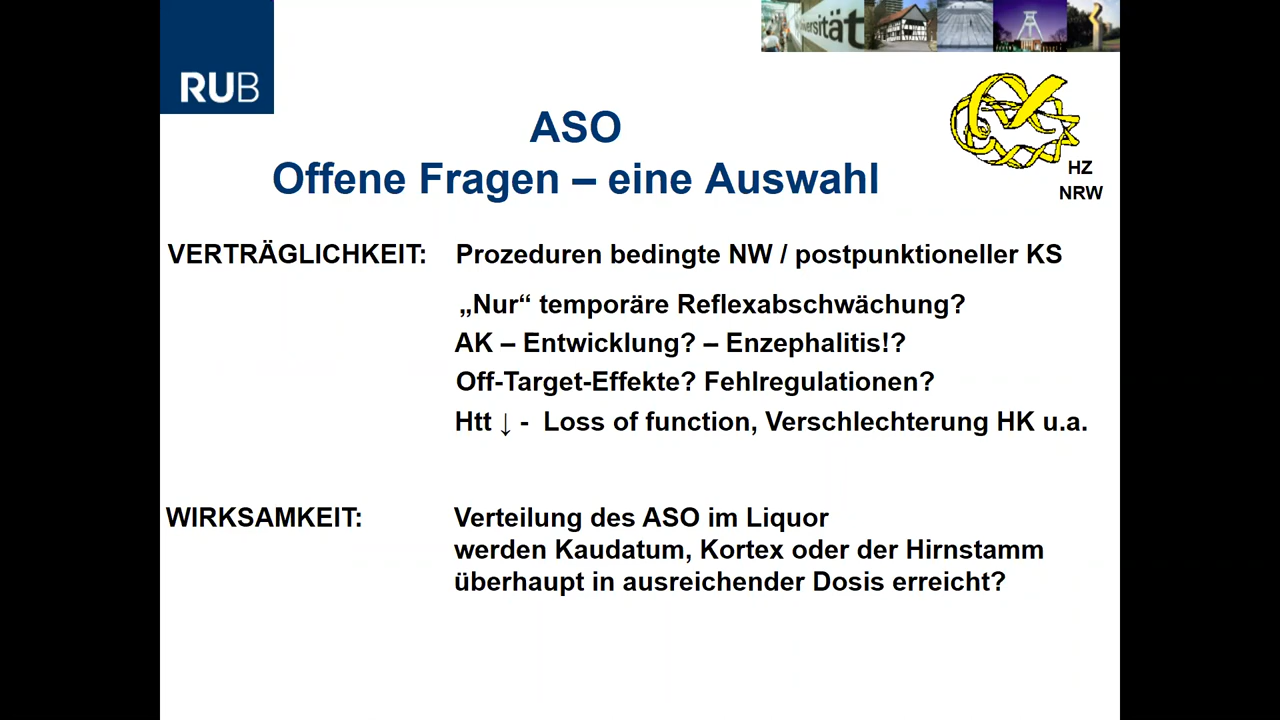 Universität
RUB
HZ
NRW
ASO
Offene Fragen – eine Auswahl
VERTRÄGLICHKEIT: Prozeduren bedingte NW / postpunktioneller KS
„Nur“ temporäre Reflexabschwächung?
AK – Entwicklung? – Enzephalitis!?
Off-Target-Effekte? Fehlregulationen?
Htt ↓ - Loss of function, Verschlechterung HK u.a.
WIRKSAMKEIT: Verteilung des ASO im Liquor
werden Kaudatum, Kortex oder der Hirnstamm
überhaupt in ausreichender Dosis erreicht?